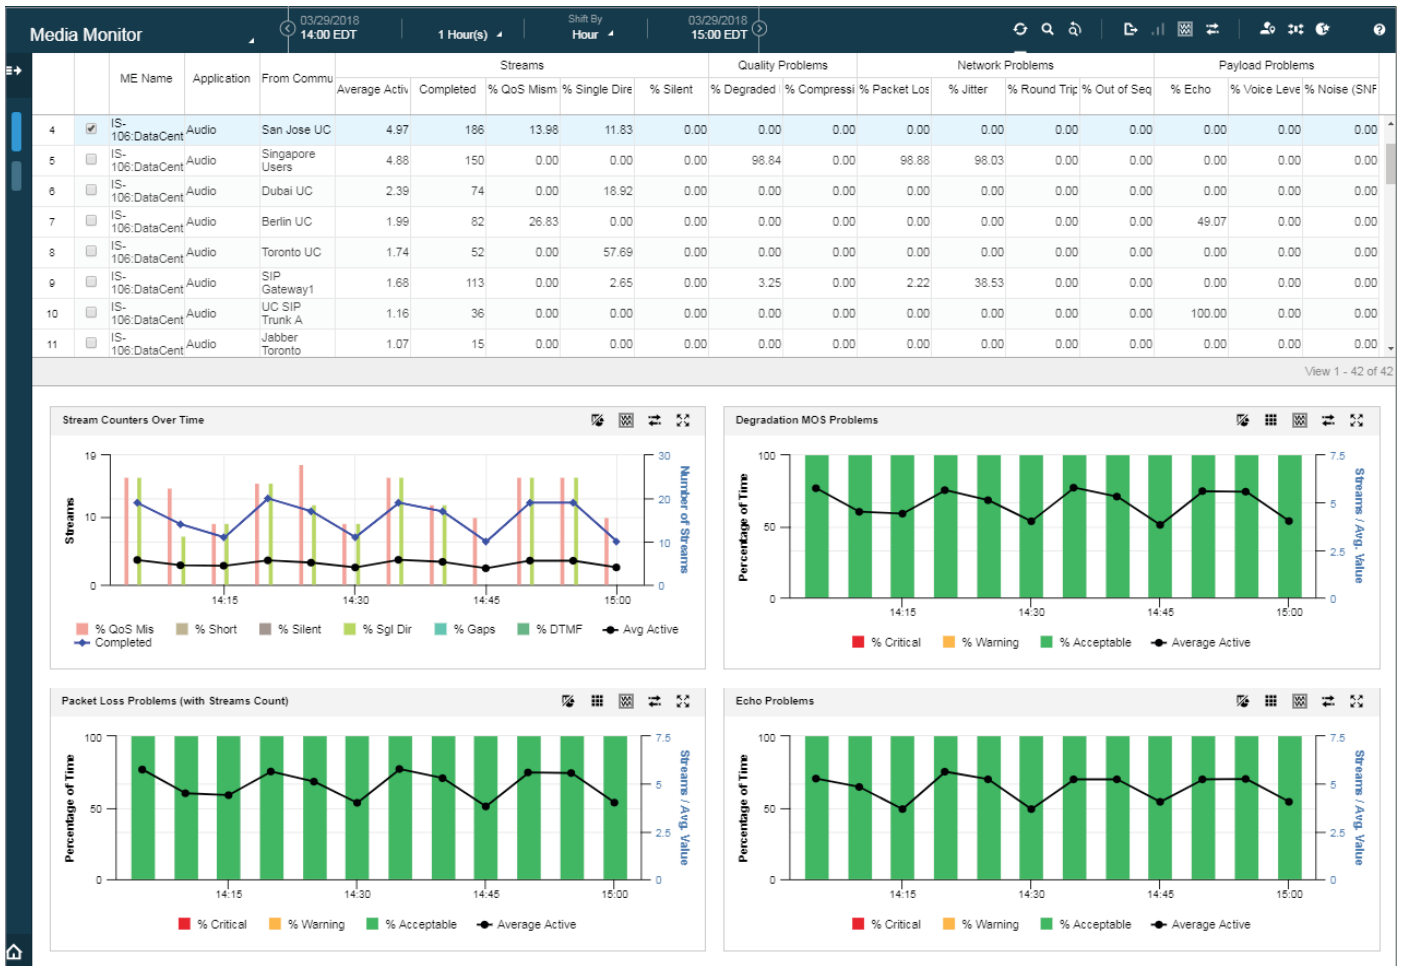 Media Monitor
03/29/2018
14:00 EDT
1 Hour(s)
Shift By
Hour
03/29/2018
15:00 EDT
ME Name Application From Commu Streams Quality Problems Network Problems Payload Problems
Average Activ Completed % QoS Mism % Single Dire % Silent % Degraded % Compressi % Packet Los % Jitter % Round Trip % Out of Seq % Echo % Voice Leve % Noise (SNF
4 IS-106:DataCent Audio San Jose UC 4.97 186 13.98 11.83 0.00 0.00 0.00 0.00 0.00 0.00 0.00 0.00 0.00 0.00
5 IS-106:DataCent Audio Singapore Users 4.88 150 0.00 0.00 0.00 98.84 0.00 98.88 98.03 0.00 0.00 0.00 0.00 0.00
6 IS-106:DataCent Audio Dubai UC 2.39 74 0.00 18.92 0.00 0.00 0.00 0.00 0.00 0.00 0.00 0.00 0.00 0.00
7 IS-106:DataCent Audio Berlin UC 1.99 82 26.83 0.00 0.00 0.00 0.00 0.00 0.00 0.00 0.00 49.07 0.00 0.00
8 IS-106:DataCent Audio Toronto UC 1.74 52 0.00 57.69 0.00 0.00 0.00 0.00 0.00 0.00 0.00 0.00 0.00 0.00
9 IS-106:DataCent Audio SIP Gateway1 1.68 113 0.00 2.65 0.00 3.25 0.00 2.22 38.53 0.00 0.00 0.00 0.00 0.00
10 IS-106:DataCent Audio UC SIP Trunk A 1.16 36 0.00 0.00 0.00 0.00 0.00 0.00 0.00 0.00 0.00 100.00 0.00 0.00
11 IS-106:DataCent Audio Jabber Toronto 1.07 15 0.00 0.00 0.00 0.00 0.00 0.00 0.00 0.00 0.00 0.00 0.00 0.00
View 1 - 42 of 42
Stream Counters Over Time
Streams
19
10
0
30
20
10
0
Number of Streams
14:15 14:30 14:45 15:00
% QoS Mis % Short % Silent % Sgl Dir % Gaps % DTMF Avg Active
Completed
Degradation MOS Problems
Percentage of Time
100
50
0
7.5
5
2.5
0
Streams / Avg. Value
14:15 14:30 14:45 15:00
% Critical % Warning % Acceptable Average Active
Packet Loss Problems (with Streams Count)
Percentage of Time
100
50
0
7.5
5
2.5
0
Streams / Avg. Value
14:15 14:30 14:45 15:00
% Critical % Warning % Acceptable Average Active
Echo Problems
Percentage of Time
100
50
0
7.5
5
2.5
0
Streams / Avg. Value
14:15 14:30 14:45 15:00
% Critical % Warning % Acceptable Average Active